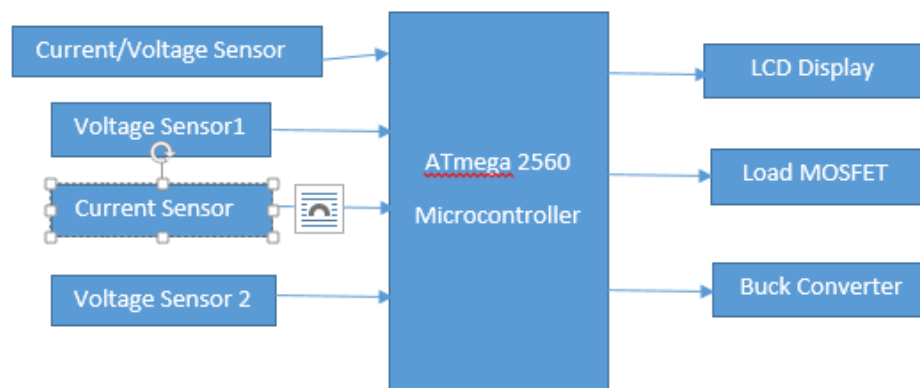 Current/Voltage Sensor
Voltage Sensor1
Current Sensor
Voltage Sensor 2
ATmega 2560
Microcontroller
LCD Display
Load MOSFET
Buck Converter